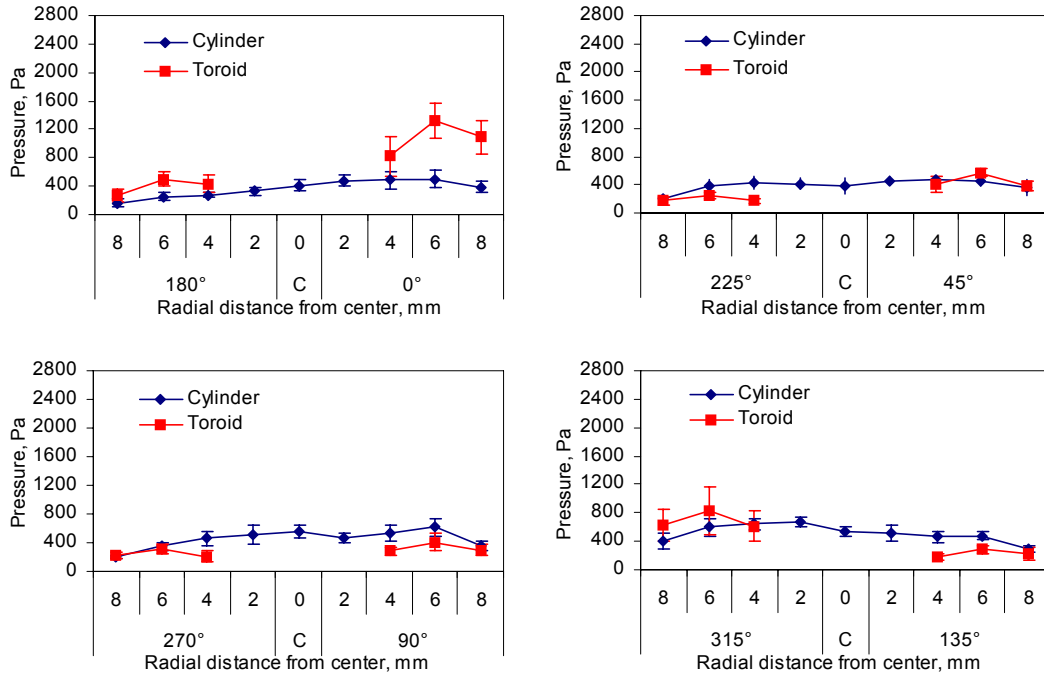 2800
2400
2000
1600
1200
800
400
0
Pressure, Pa
Cylinder
Toroid
8 6 4 2 0 2 4 6 8
180° C 0°
Radial distance from center, mm
2800
2400
2000
1600
1200
800
400
0
Pressure, Pa
Cylinder
Toroid
8 6 4 2 0 2 4 6 8
225° C 45°
Radial distance from center, mm
2800
2400
2000
1600
1200
800
400
0
Pressure, Pa
Cylinder
Toroid
8 6 4 2 0 2 4 6 8
270° C 90°
Radial distance from center, mm
2800
2400
2000
1600
1200
800
400
0
Pressure, Pa
Cylinder
Toroid
8 6 4 2 0 2 4 6 8
315° C 135°
Radial distance from center, mm